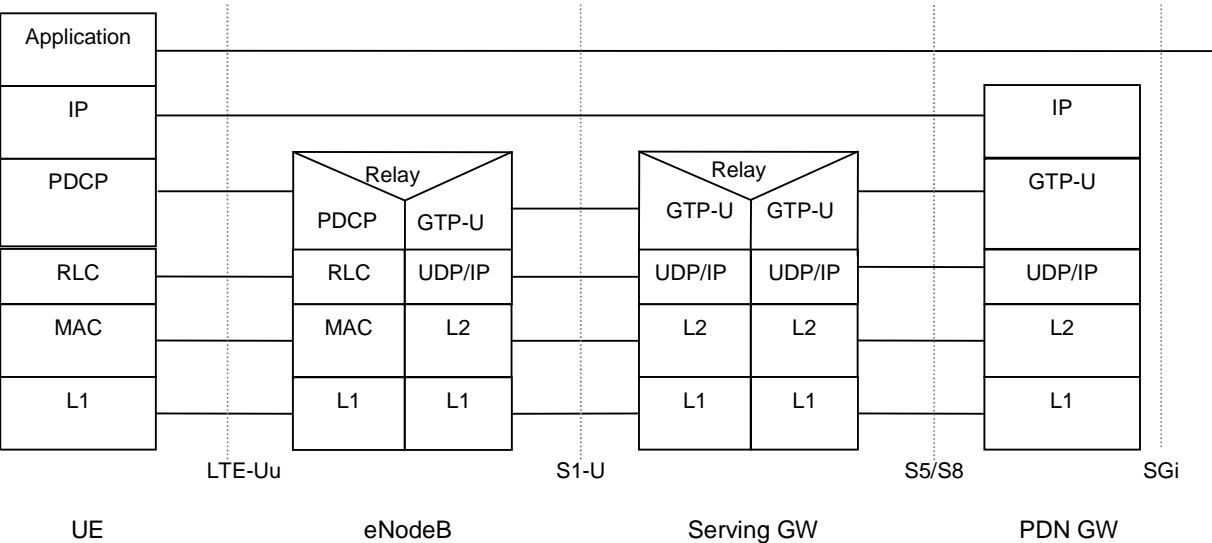 Application
IP
IP
PDCP
Relay
Relay
GTP-U
PDCP
GTP-U
GTP-U
GTP-U
RLC
RLC
UDP/IP
UDP/IP
UDP/IP
UDP/IP
MAC
MAC
L2
L2
L2
L2
L1
L1
L1
L1
L1
L1
LTE-Uu
S1-U
S5/S8
SGi
UE
eNodeB
Serving GW
PDN GW